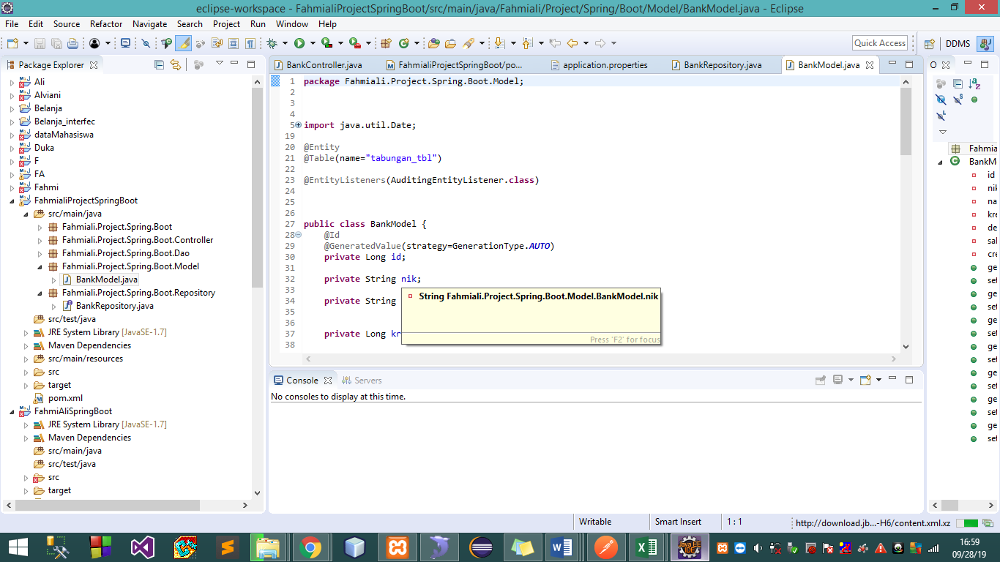 eclipse-workspace - FahmialiProjectSpringBoot/src/main/java/Fahmiali/Project/Spring/Boot/Model/BankModel.java - Eclipse
File Edit Source Refactor Navigate Search Project Run Window Help
Quick Access
DDMS
Package Explorer
Ali
Alviani
Belanja
Belanja_interfec
dataMahasiswa
Duka
F
FA
Fahmi
FahmialiProjectSpringBoot
src/main/java
Fahmiali.Project.Spring.Boot
Fahmiali.Project.Spring.Boot.Controller
Fahmiali.Project.Spring.Boot.Dao
Fahmiali.Project.Spring.Boot.Model
BankModel.java
Fahmiali.Project.Spring.Boot.Repository
BankRepository.java
src/test/java
JRE System Library [JavaSE-1.7]
Maven Dependencies
src/main/resources
src
target
pom.xml
FahmiAliSpringBoot
JRE System Library [JavaSE-1.7]
Maven Dependencies
src/main/java
src/test/java
src
target
BankController.java FahmialiProjectSpringBoot/po... application.properties BankRepository.java BankModel.java
1 package Fahmiali.Project.Spring.Boot.Model;
2
3
4
5 import java.util.Date;
19
20 @Entity
21 @Table(name="tabungan_tbl")
22
23 @EntityListeners(AuditingEntityListener.class)
24
25
26
27 public class BankModel {
28 @Id
29 @GeneratedValue(strategy=GenerationType.AUTO)
30 private Long id;
31
32 private String nik;
33
34 private String
35
36
37 private Long kr
38
String Fahmiali.Project.Spring.Boot.Model.BankModel.nik
Press 'F2' for focus
Console Servers
No consoles to display at this time.
O
Fahmia
BankM
id
nik
na
kre
de
sal
cre
ge
set
ge
set
ge
set
ge
set
ge
set
ge
set
ge
set
Writable Smart Insert 1 : 1 http://download.jb...-H6/content.xml.xz
Java EE
IDE
16:59
09/28/19